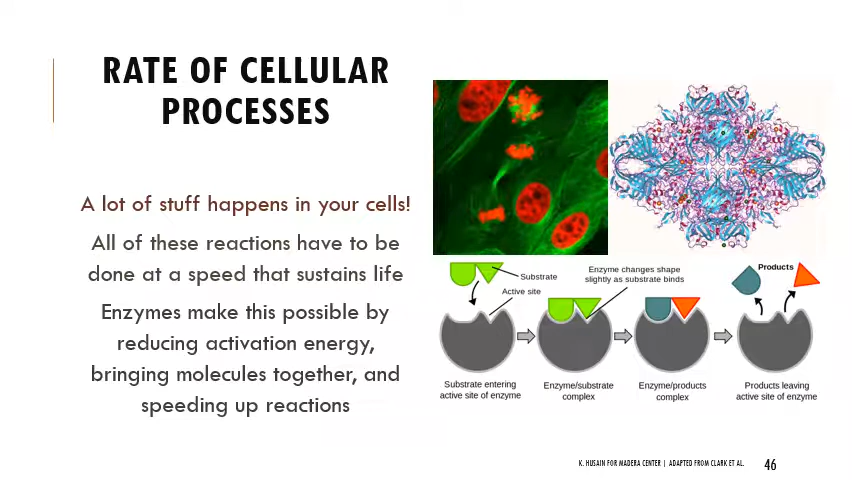 RATE OF CELLULAR
PROCESSES
A lot of stuff happens in your cells!
All of these reactions have to be
done at a speed that sustains life
Enzymes make this possible by
reducing activation energy,
bringing molecules together, and
speeding up reactions
Substrate
Active site
Enzyme changes shape
slightly as substrate binds
Products
Substrate entering
active site of enzyme
Enzyme/substrate
complex
Enzyme/products
complex
Products leaving
active site of enzyme
K. HUSAIN FOR MADERA CENTER | ADAPTED FROM CLARK ET AL.
46